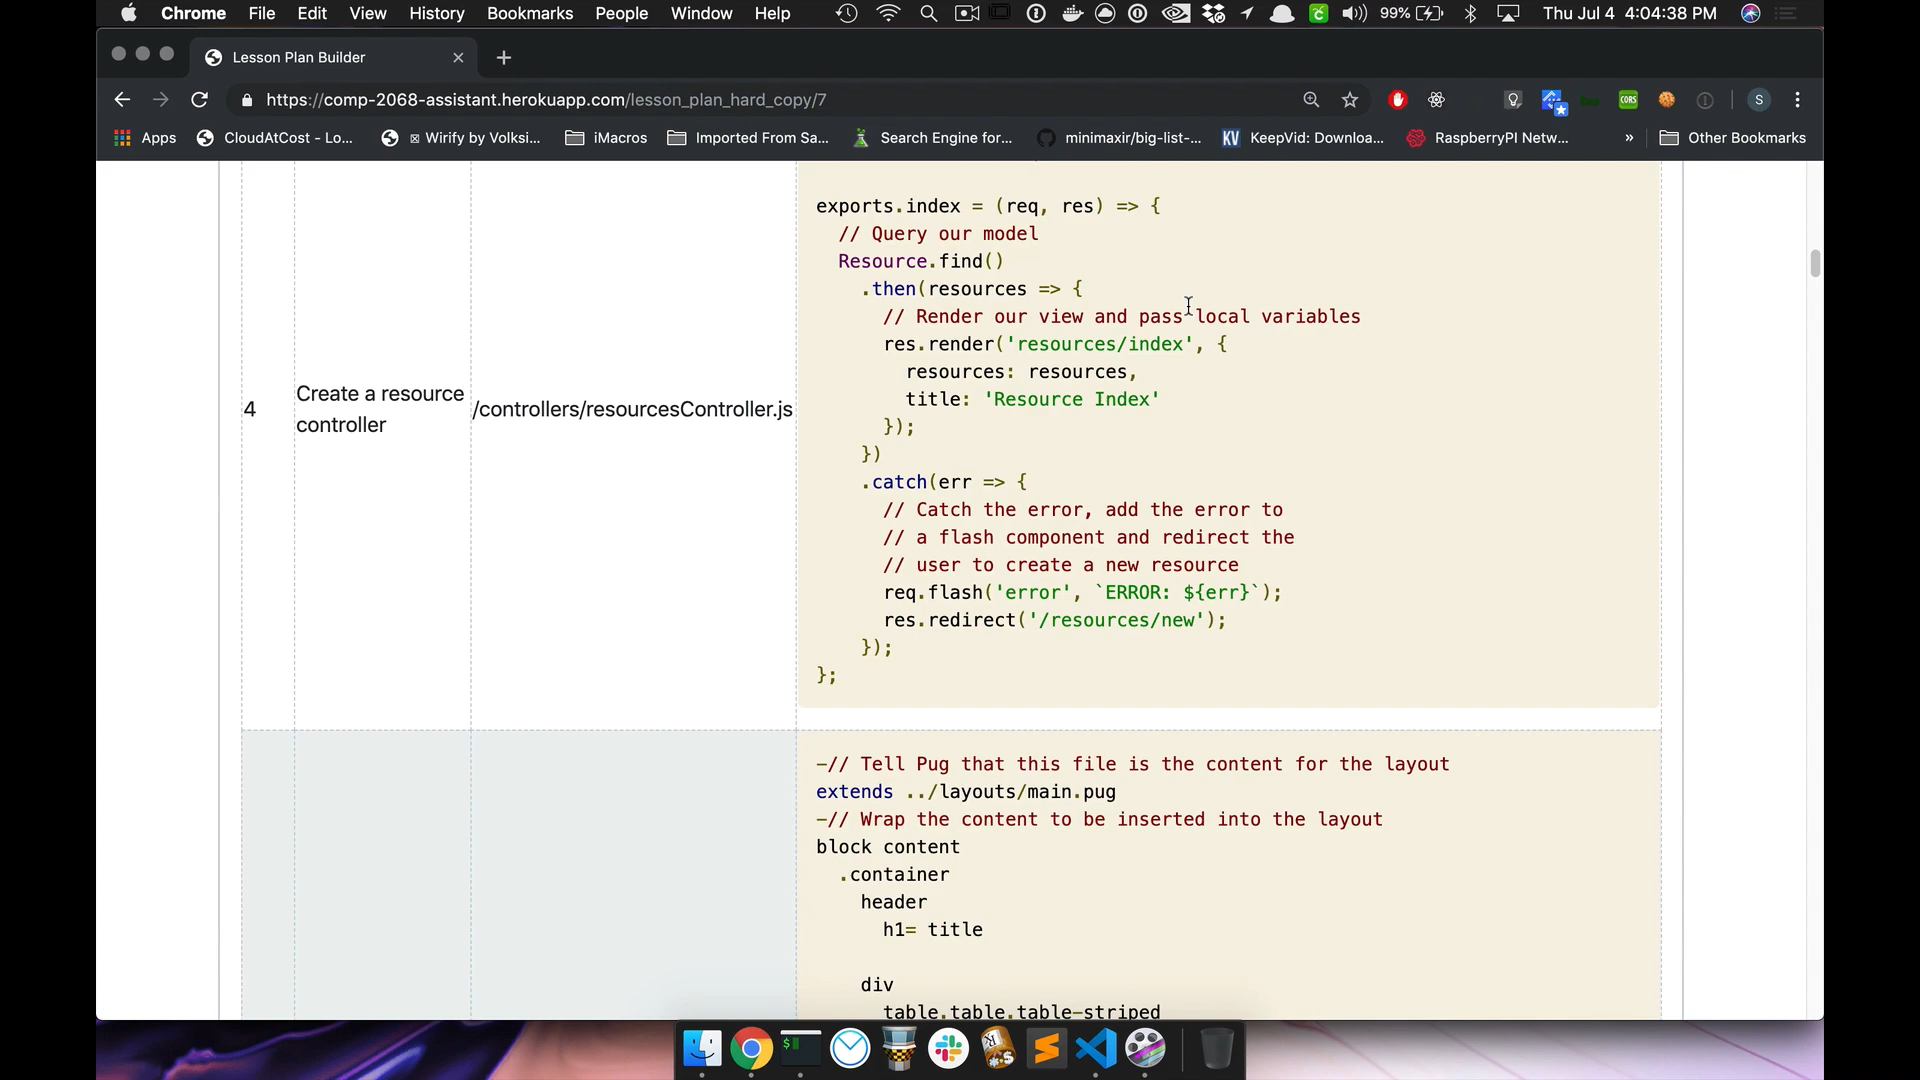 Chrome File Edit View History Bookmarks People Window Help 99% Thu Jul 4 4:04:38 PM
Lesson Plan Builder
https://comp-2068-assistant.herokuapp.com/lesson_plan_hard_copy/7 CORS S
Apps CloudAtCost - Lo... Wirify by Volksi... iMacros Imported From Sa... Search Engine for... minimaxir/big-list-... KV KeepVid: Downloa... RaspberryPI Netw... » Other Bookmarks
exports.index = (req, res) => {
// Query our model
Resource.find()
.then(resources => {
// Render our view and pass local variables
res.render('resources/index', {
resources: resources,
title: 'Resource Index'
});
})
.catch(err => {
// Catch the error, add the error to
// a flash component and redirect the
// user to create a new resource
req.flash('error', `ERROR: ${err}`);
res.redirect('/resources/new');
});
};
4
Create a resource
controller
/controllers/resourcesController.js
-// Tell Pug that this file is the content for the layout
extends ../layouts/main.pug
-// Wrap the content to be inserted into the layout
block content
.container
header
h1= title
div
table.table.table-striped